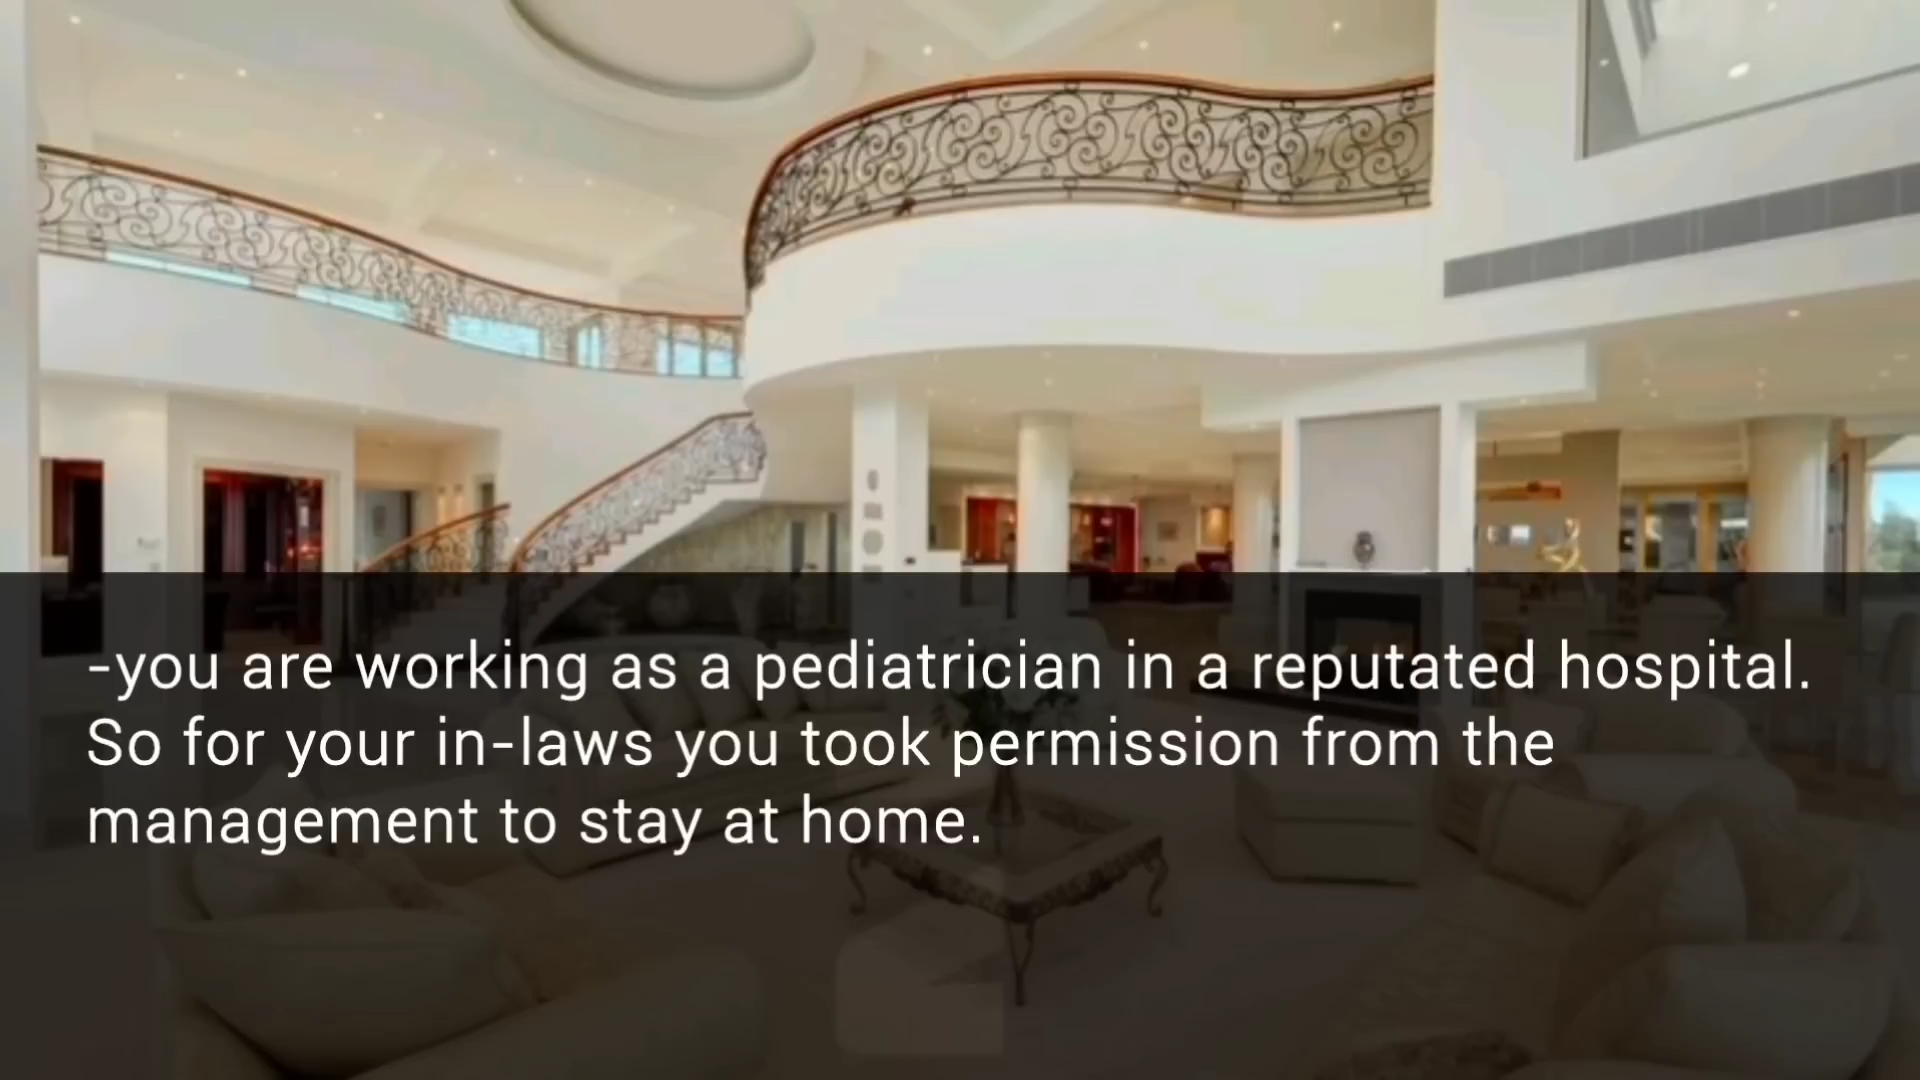 -you are working as a pediatrician in a reputated hospital.
So for your in-laws you took permission from the
management to stay at home.